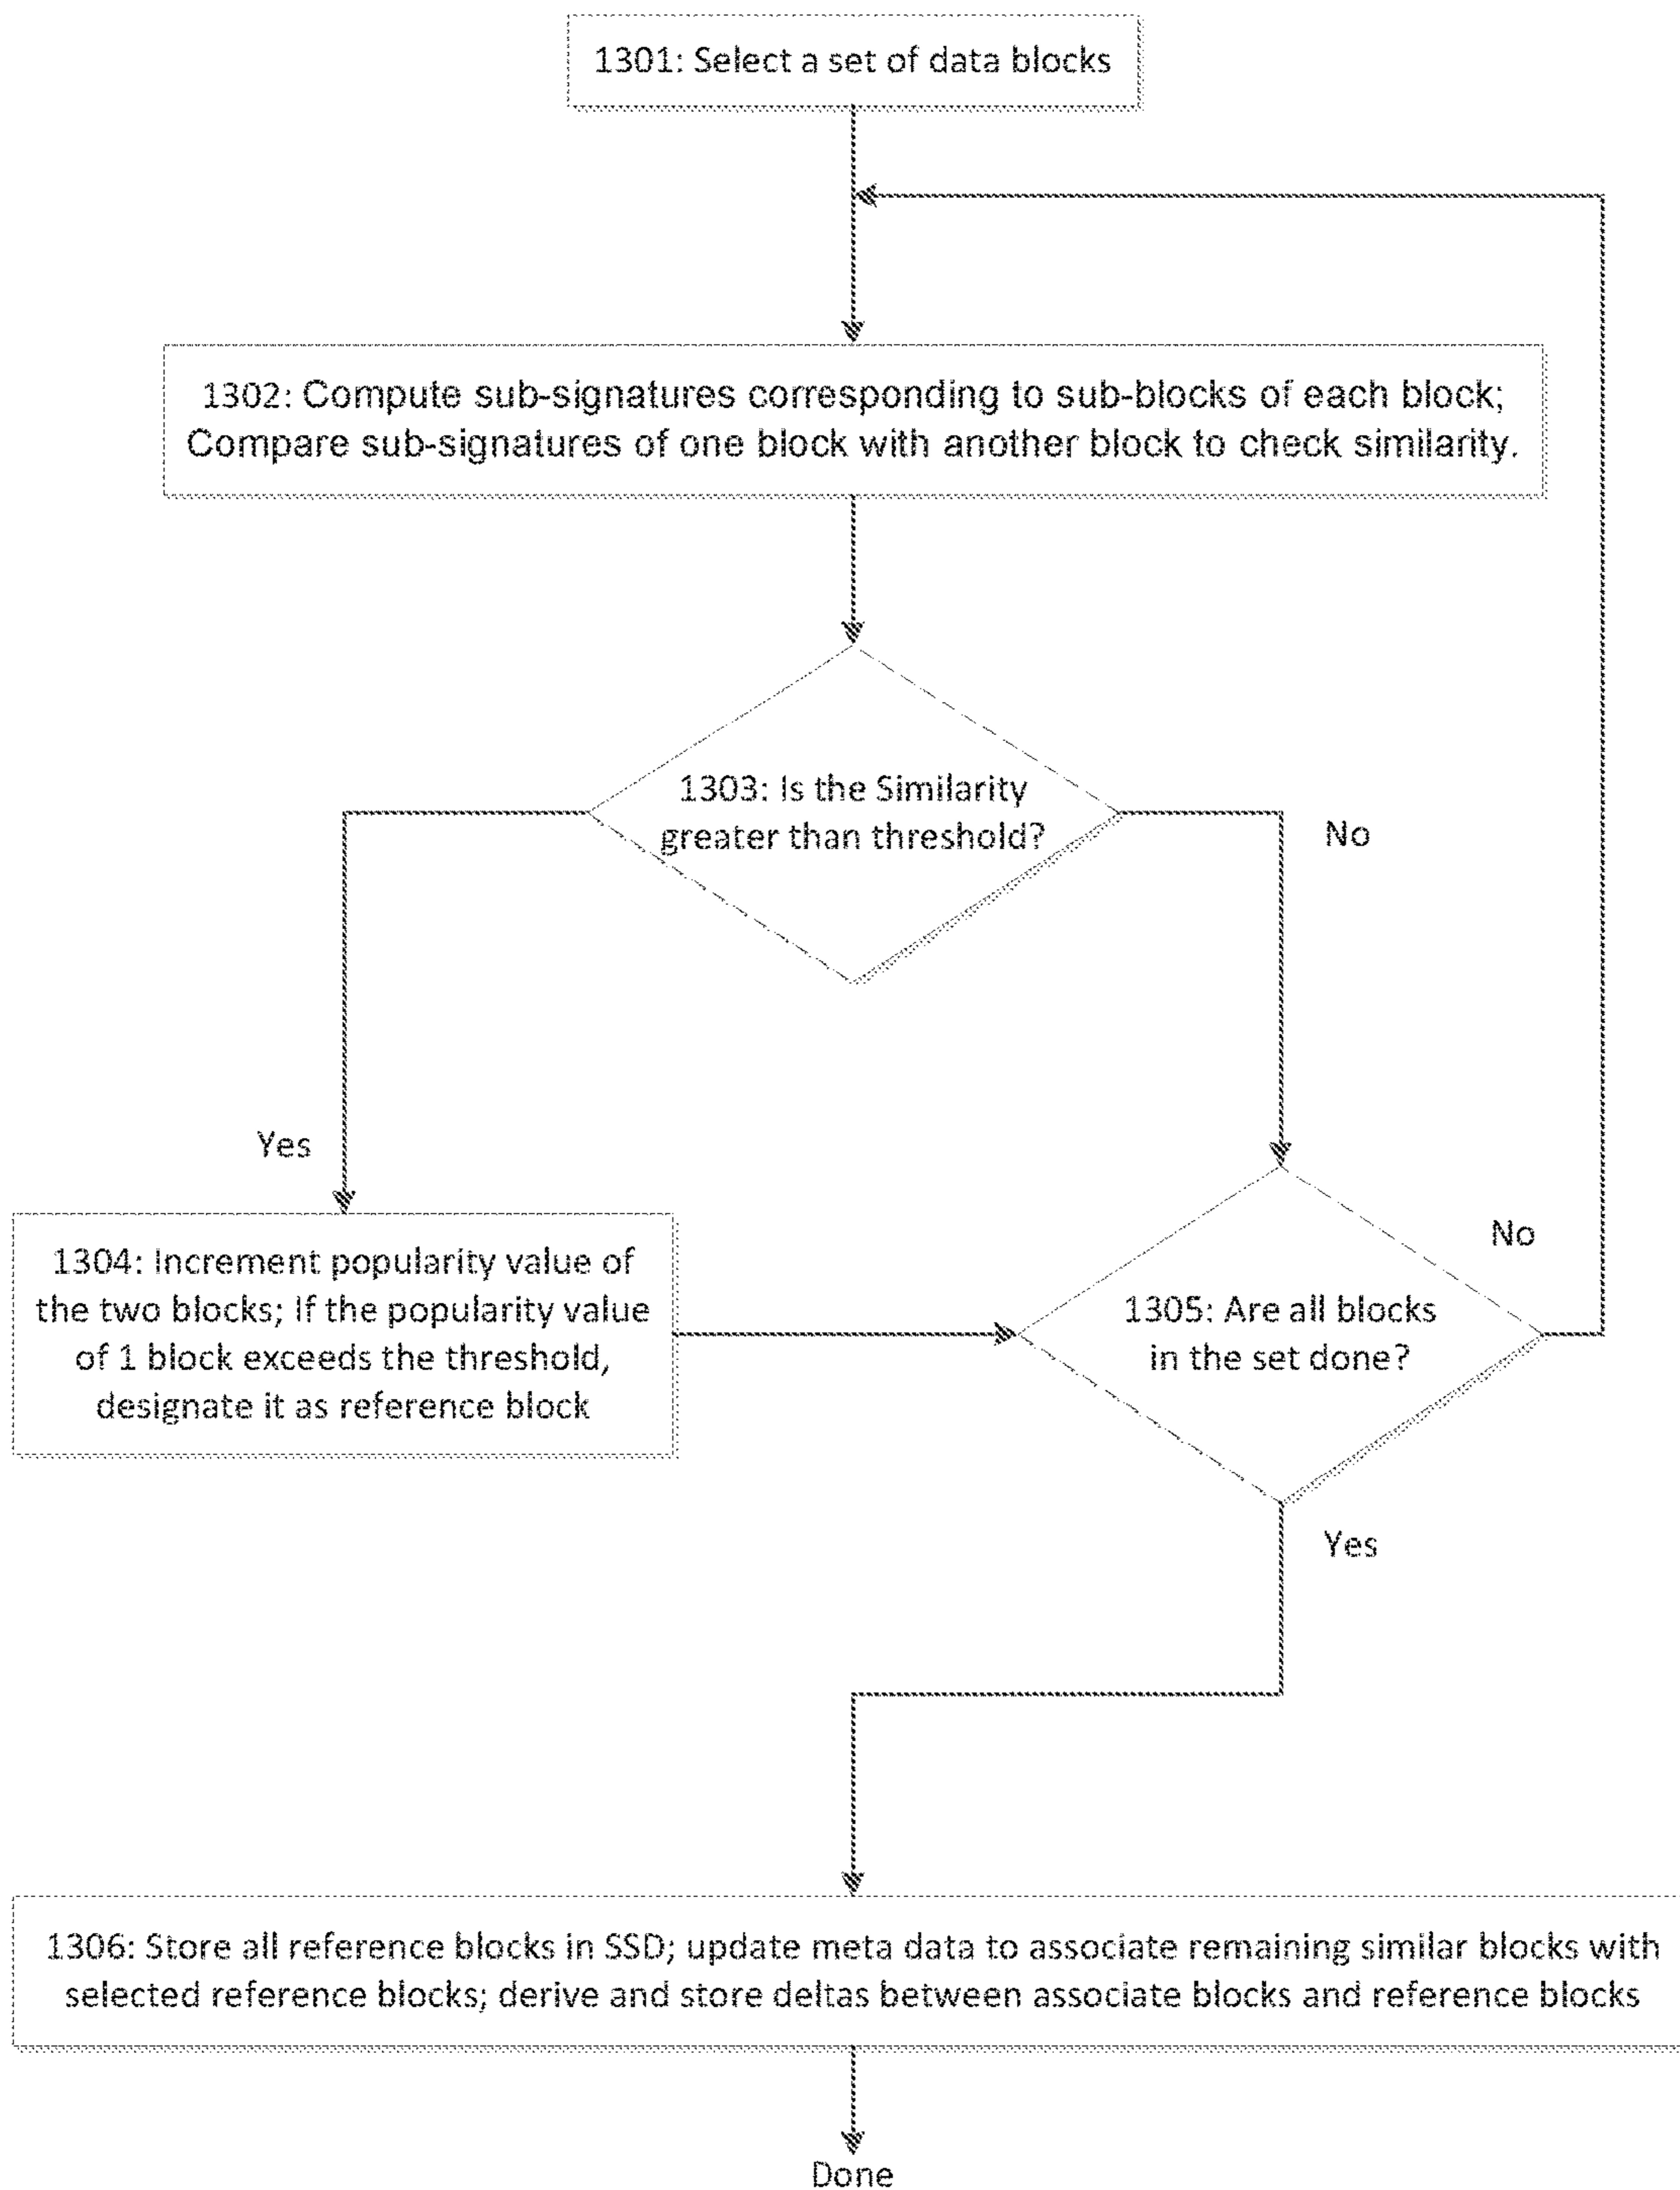 1301: Select a set of data blocks
1302: Compute sub-signatures corresponding to sub-blocks of each block;
Compare sub-signatures of one block with another block to check similarity.
1303: Is the Similarity
greater than threshold?
No
Yes
1304: Increment popularity value of
the two blocks; If the popularity value
of 1 block exceeds the threshold,
designate it as reference block
No
1305: Are all blocks
in the set done?
Yes
1306: Store all reference blocks in SSD; update meta data to associate remaining similar blocks with
selected reference blocks; derive and store deltas between associate blocks and reference blocks
Done